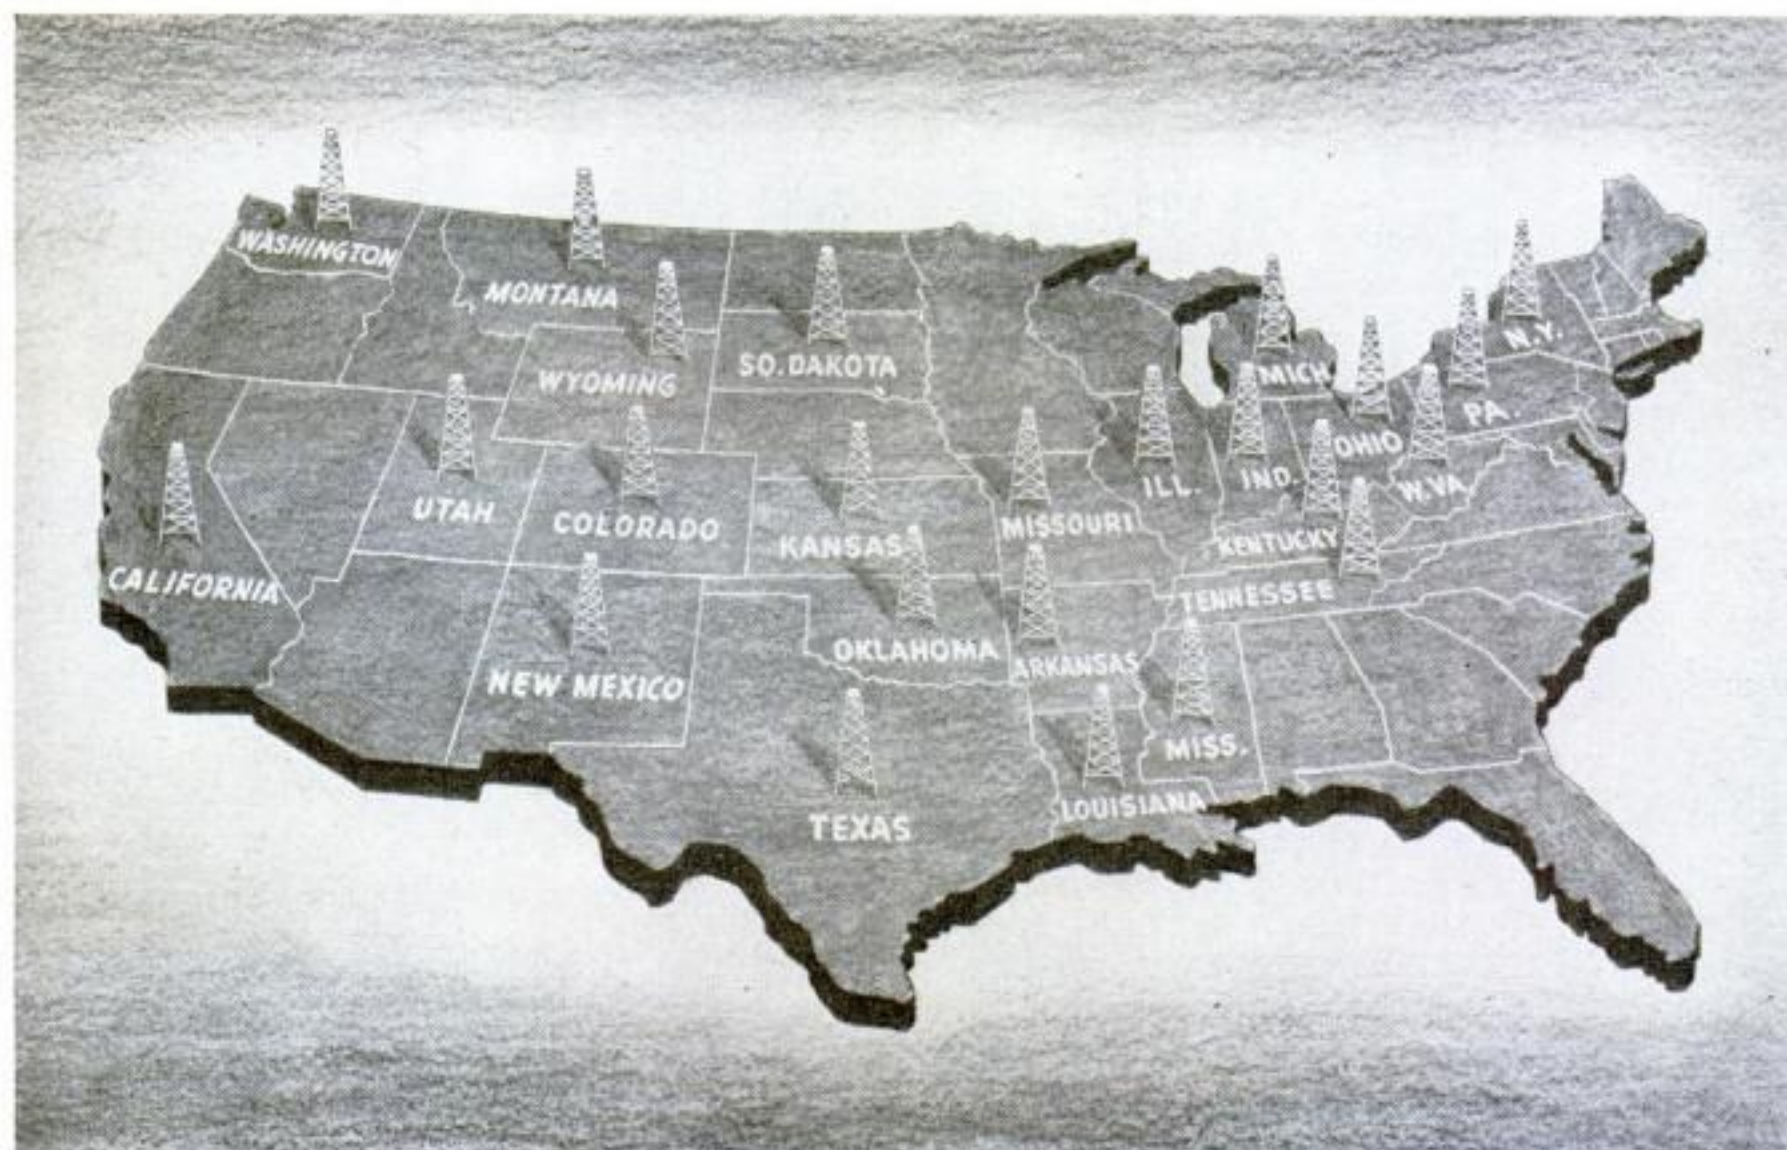 WASHINGTON
MONTANA
N.Y.
SO. DAKOTA
MICH.
WYOMING
PA.
OHIO
ILL.
IND.
W.VA.
UTAH
COLORADO
MISSOURI
KANSAS
KENTUCKY
CALIFORNIA
TENNESSEE
OKLAHOMA
ARKANSAS
NEW MEXICO
MISS.
LOUISIANA
TEXAS